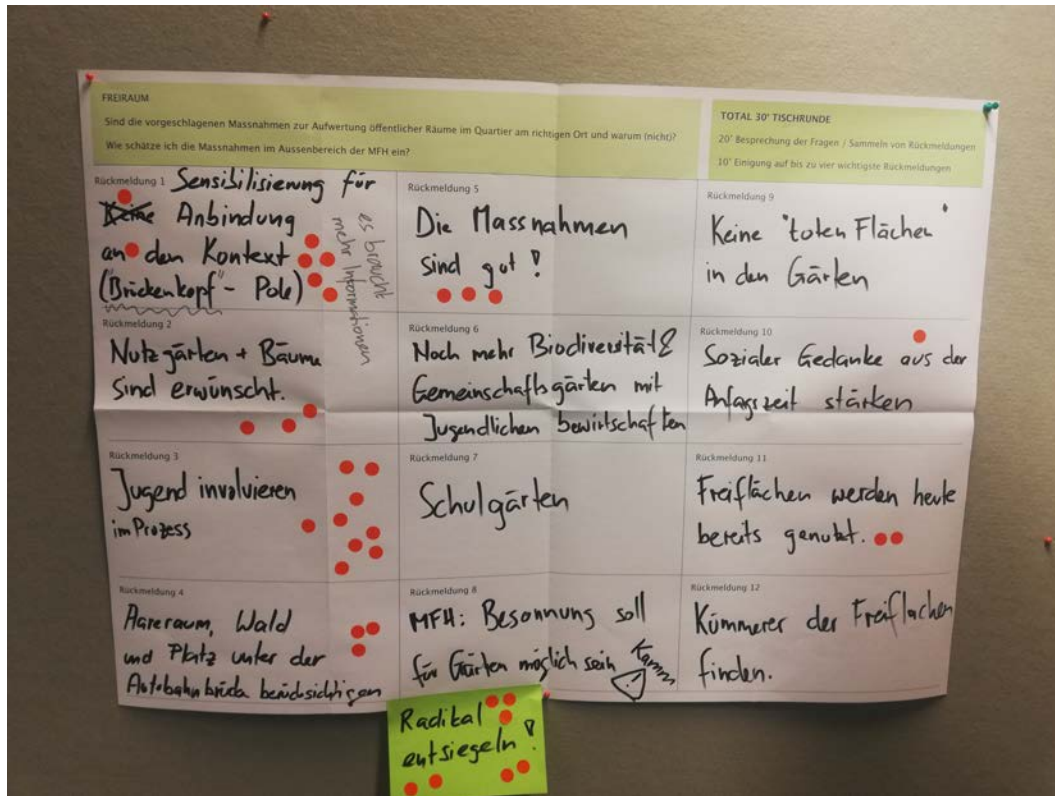 FREIRAUM
Sind die vorgeschlagenen Massnahmen zur Aufwertung öffentlicher Räume im Quartier am richtigen Ort und warum (nicht)?
Wie schätze ich die Massnahmen im Aussenbereich der MFH ein?
TOTAL 30' TISCHRUNDE
20' Besprechung der Fragen / Sammeln von Rückmeldungen
10' Einigung auf bis zu vier wichtigste Rückmeldungen
Rückmeldung 1
Sensibilisierung für
Keine Anbindung
an den Kontext
("Brückenkopf" - Pole)
es braucht
mehr Informationen
Rückmeldung 2
Nutzgärten + Bäume
sind erwünscht.
Rückmeldung 3
Jugend involvieren
im Prozess
Rückmeldung 4
Aareraum, Wald
und Platz unter der
Autobahnbrücke berücksichtigen
Rückmeldung 5
Die Massnahmen
sind gut!
Rückmeldung 6
Noch mehr Biodiversität &
Gemeinschaftsgärten mit
Jugendlichen bewirtschaften
Rückmeldung 7
Schulgärten
Rückmeldung 8
MFH: Besonnung soll
für Gärten möglich sein
Radikal
entsiegeln!
Rückmeldung 9
Keine "toten Flächen"
in den Gärten
Rückmeldung 10
Sozialer Gedanke aus der
Anfagszeit stärken
Rückmeldung 11
Freiflächen werden heute
bereits genutzt.
Rückmeldung 12
Kümmerer der Freiflächen
finden.